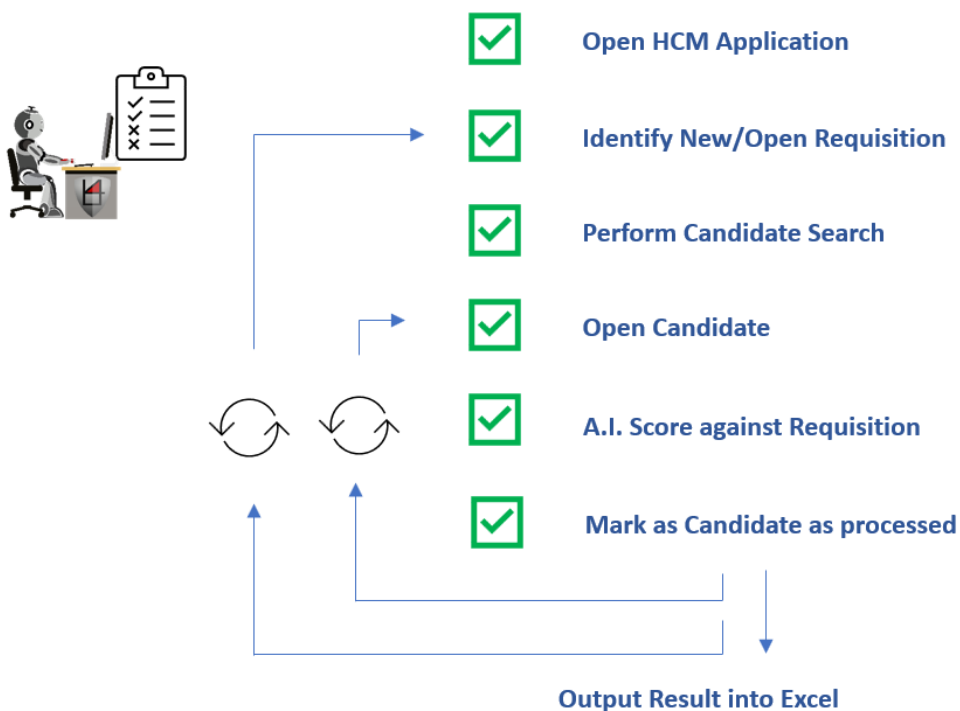 Open HCM Application
Identify New/Open Requisition
Perform Candidate Search
Open Candidate
A.I. Score against Requisition
Mark as Candidate as processed
Output Result into Excel